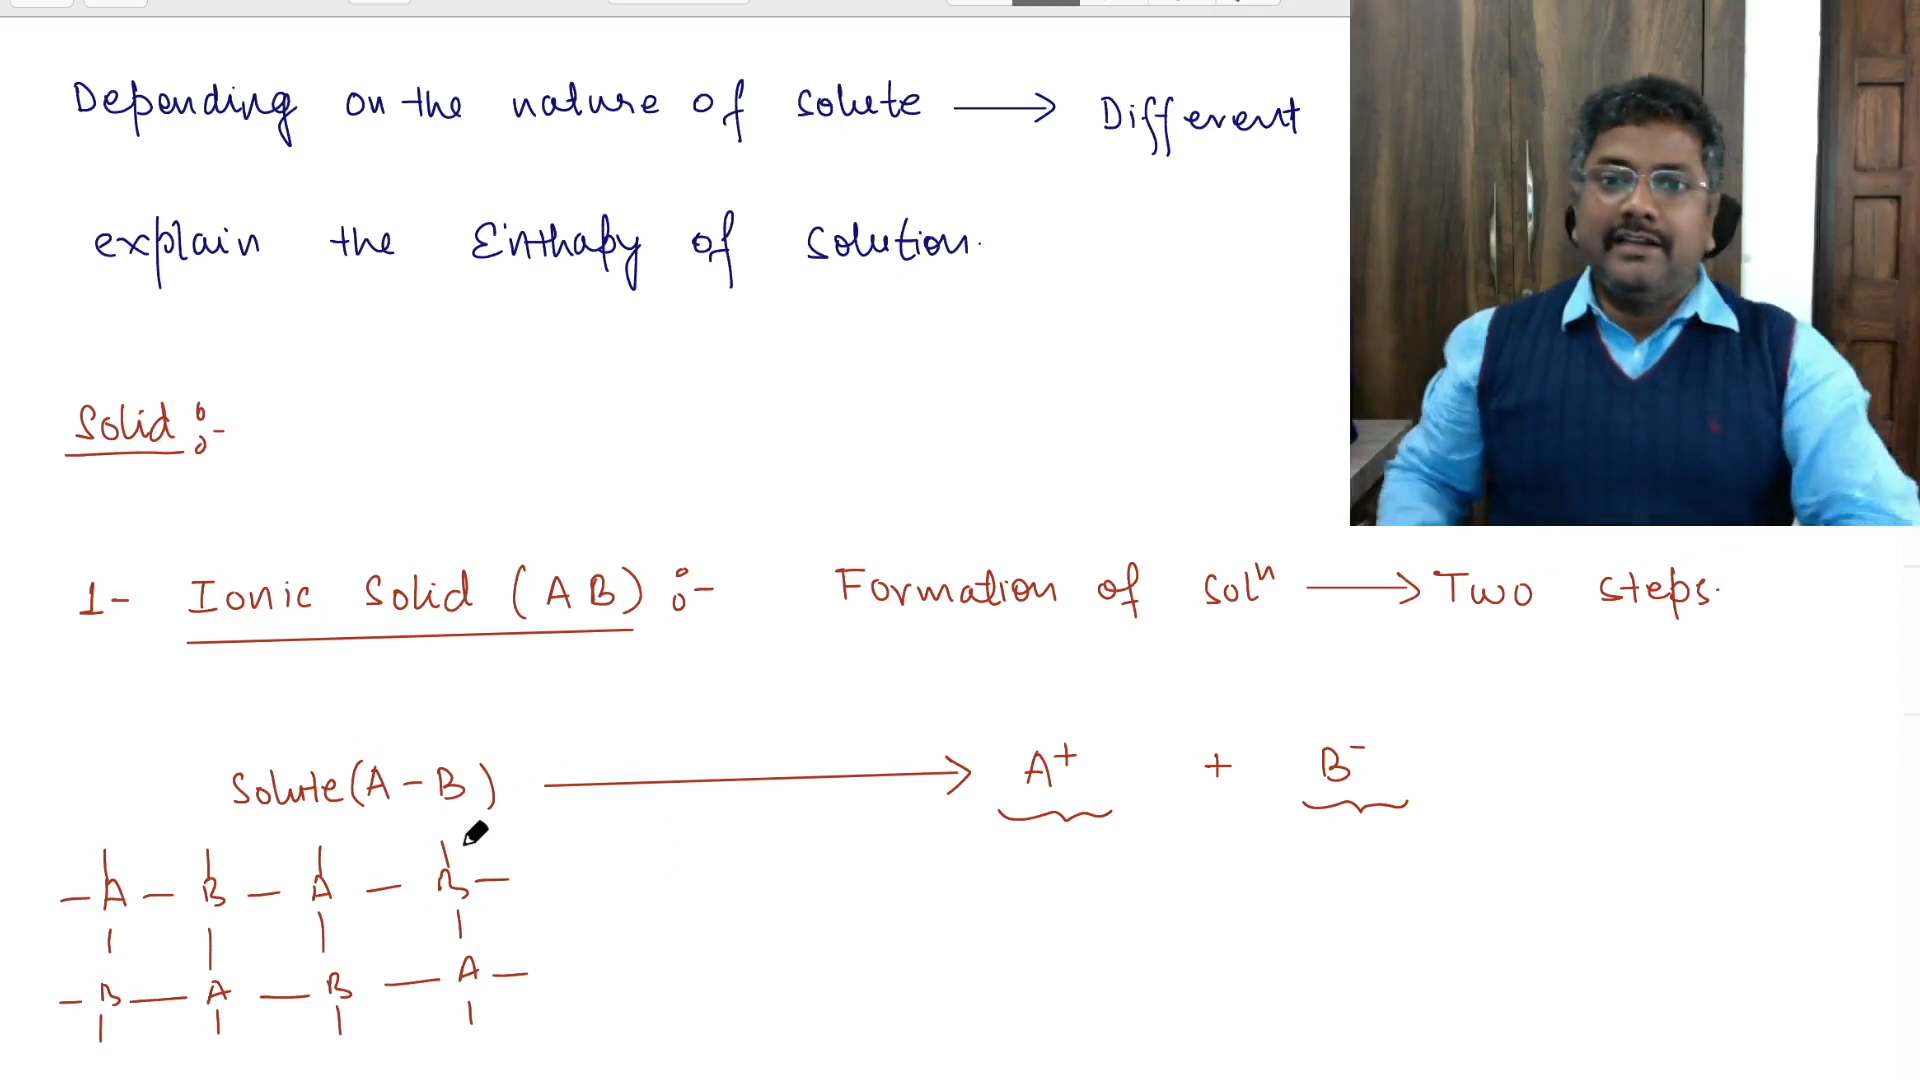 Depending on the nature of solute ⟶ Different
explain the Enthapy of Solution.
Solid :-
1- Ionic Solid (AB) :- Formation of Solⁿ ⟶ Two steps.
Solute (A - B) ⟶ A⁺ + B⁻
- A - B - A - B -
- B - A - B - A -